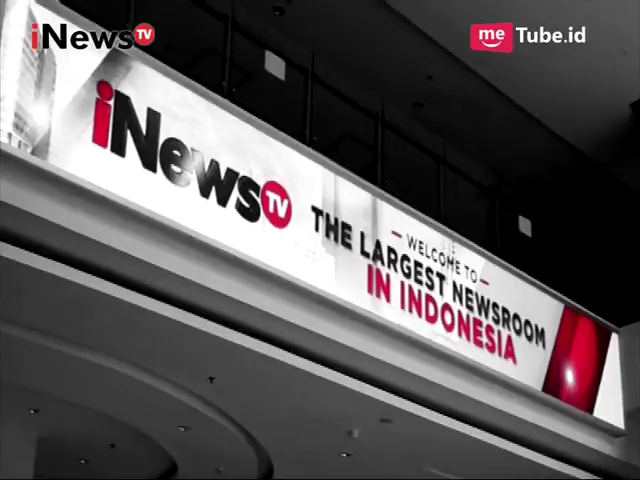 iNews TV
me Tube.id
iNews TV
WELCOME TO
THE LARGEST NEWSROOM
IN INDONESIA